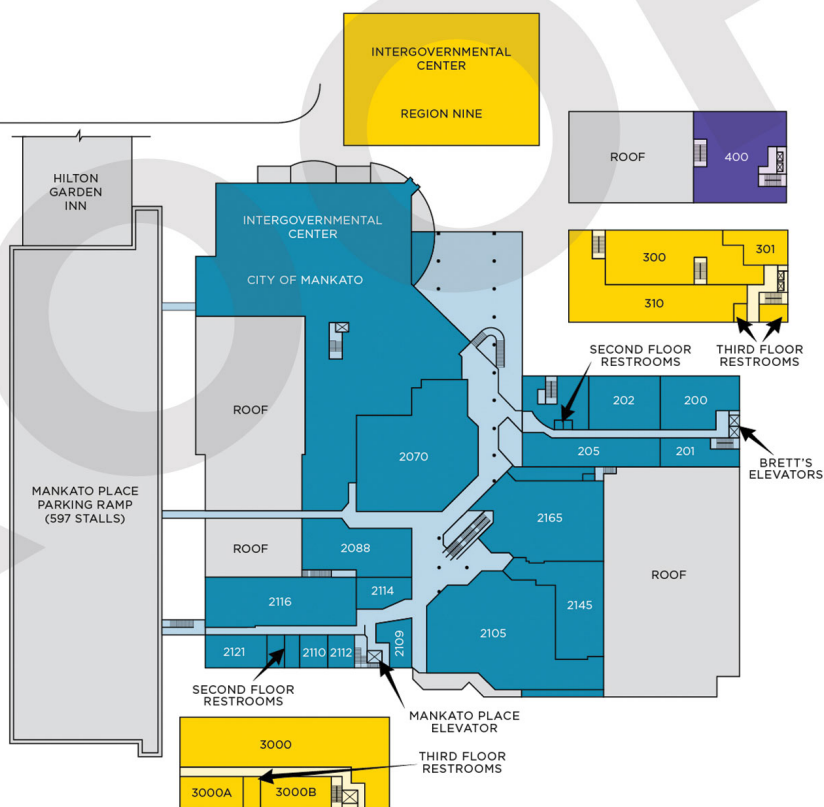 INTERGOVERNMENTAL
CENTER
REGION NINE
ROOF
400
HILTON
GARDEN
INN
INTERGOVERNMENTAL
CENTER
CITY OF MANKATO
300
301
310
SECOND FLOOR
RESTROOMS
THIRD FLOOR
RESTROOMS
ROOF
202
200
2070
205
201
BRETT'S
ELEVATORS
MANKATO PLACE
PARKING RAMP
(597 STALLS)
2165
ROOF
2088
ROOF
2114
2116
2145
2105
2109
2121
2110
2112
SECOND FLOOR
RESTROOMS
MANKATO PLACE
ELEVATOR
3000
THIRD FLOOR
RESTROOMS
3000A
3000B